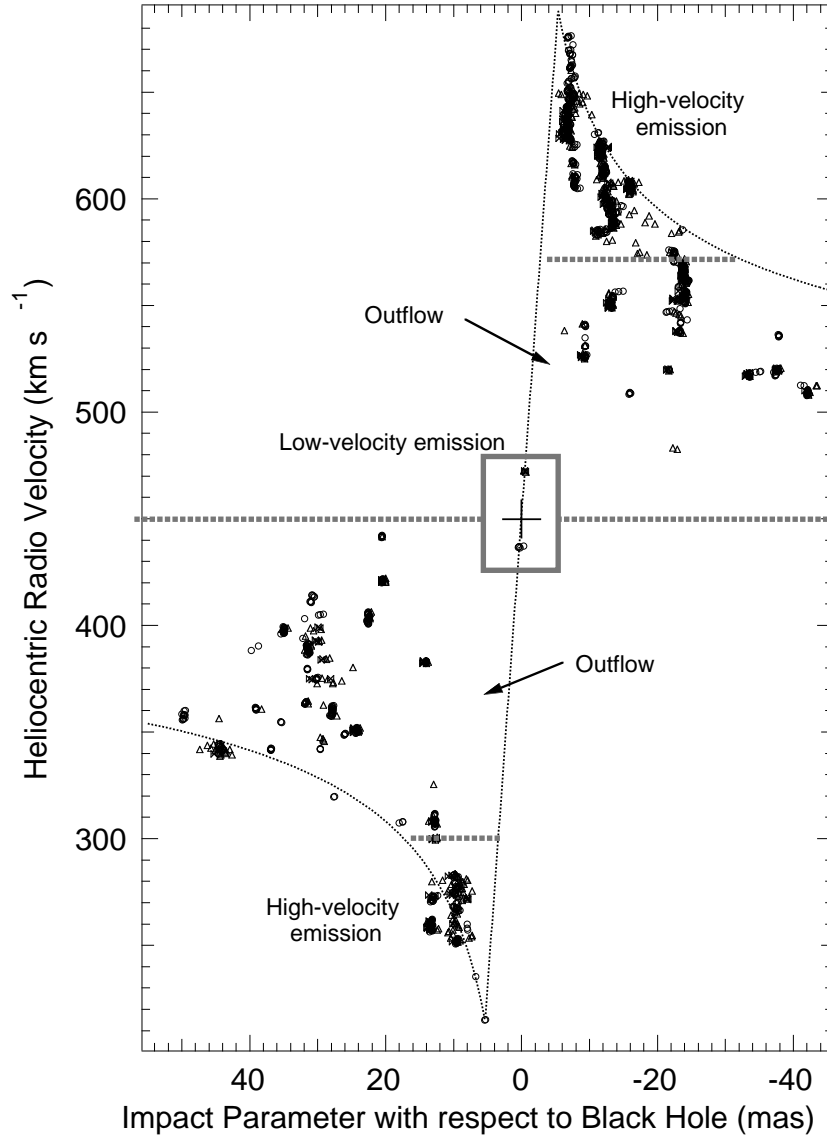 High-velocity
emission
600
Outflow
500
Low-velocity emission
400
Outflow
300
High-velocity
emission
Heliocentric Radio Velocity (km s -1)
40 20 0 -20 -40
Impact Parameter with respect to Black Hole (mas)